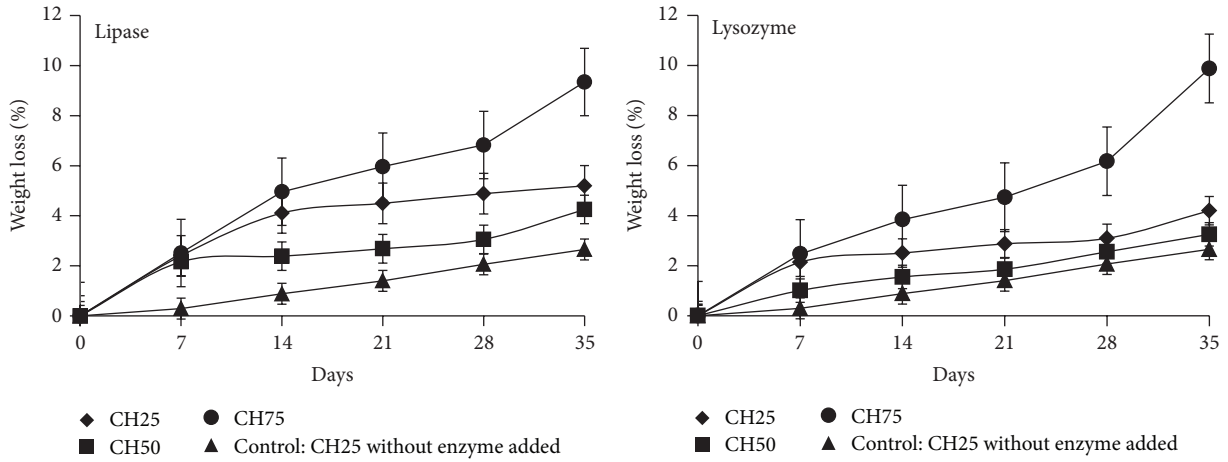 Lipase
Weight loss (%)
12
10
8
6
4
2
0
0 7 14 21 28 35
Days
CH25 CH75
CH50 Control: CH25 without enzyme added
Lysozyme
Weight loss (%)
12
10
8
6
4
2
0
0 7 14 21 28 35
Days
CH25 CH75
CH50 Control: CH25 without enzyme added